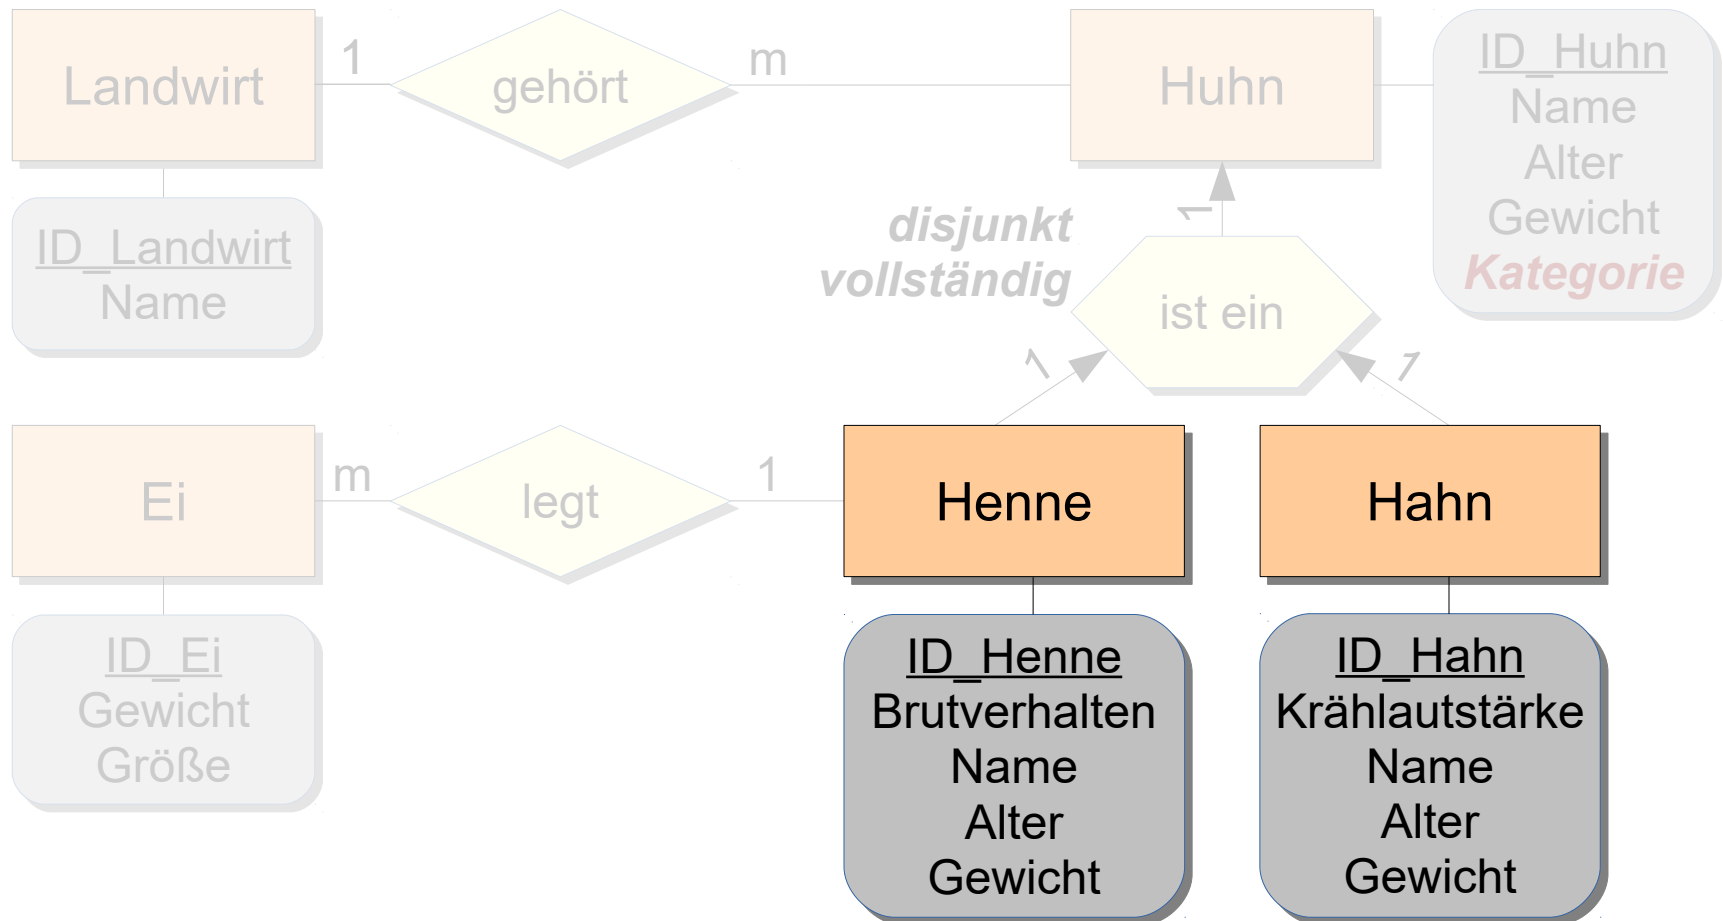 Landwirt
1
gehört
m
Huhn
ID_Huhn
Name
Alter
Gewicht
Kategorie
ID_Landwirt
Name
disjunkt
vollständig
1
ist ein
1
1
Ei
m
legt
1
Henne
Hahn
ID_Ei
Gewicht
Größe
ID_Henne
Brutverhalten
Name
Alter
Gewicht
ID_Hahn
Krählautstärke
Name
Alter
Gewicht